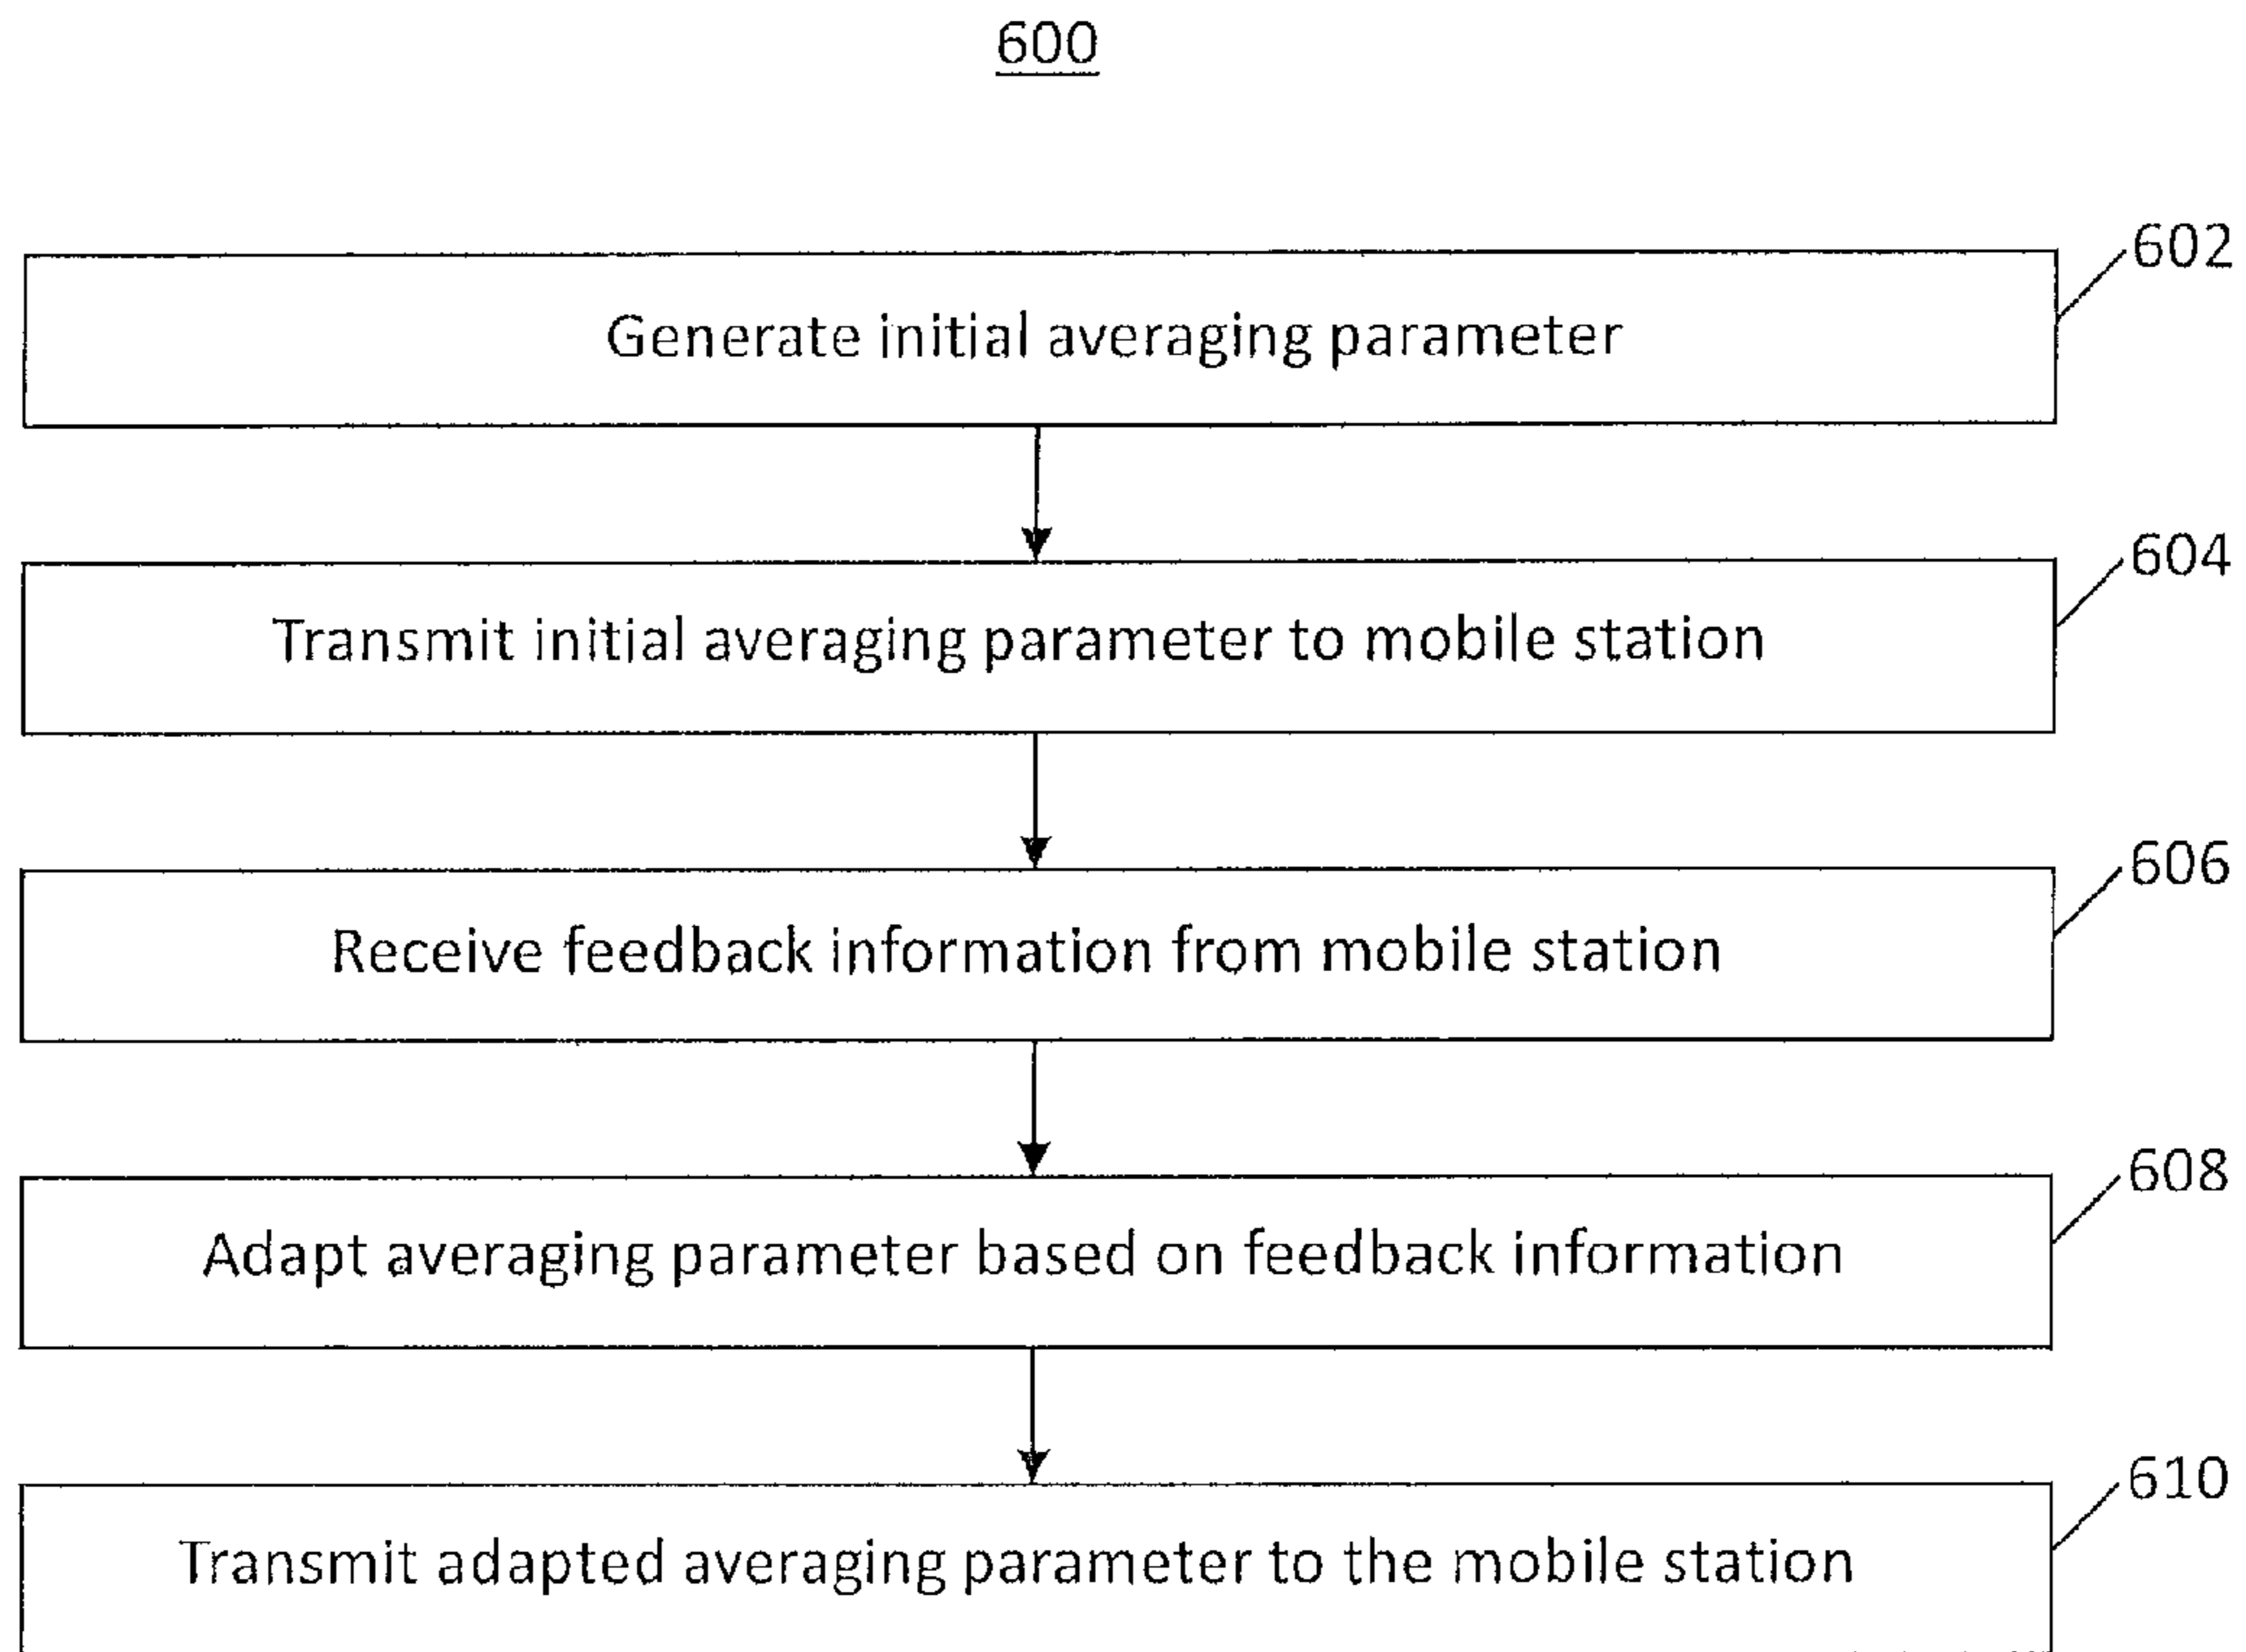 600
602
Generate initial averaging parameter
604
Transmit initial averaging parameter to mobile station
606
Receive feedback information from mobile station
608
Adapt averaging parameter based on feedback information
610
Transmit adapted averaging parameter to the mobile station